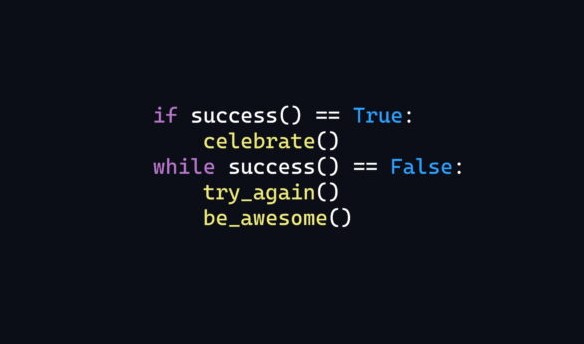 if success() == True:
    celebrate()
while success() == False:
    try_again()
    be_awesome()